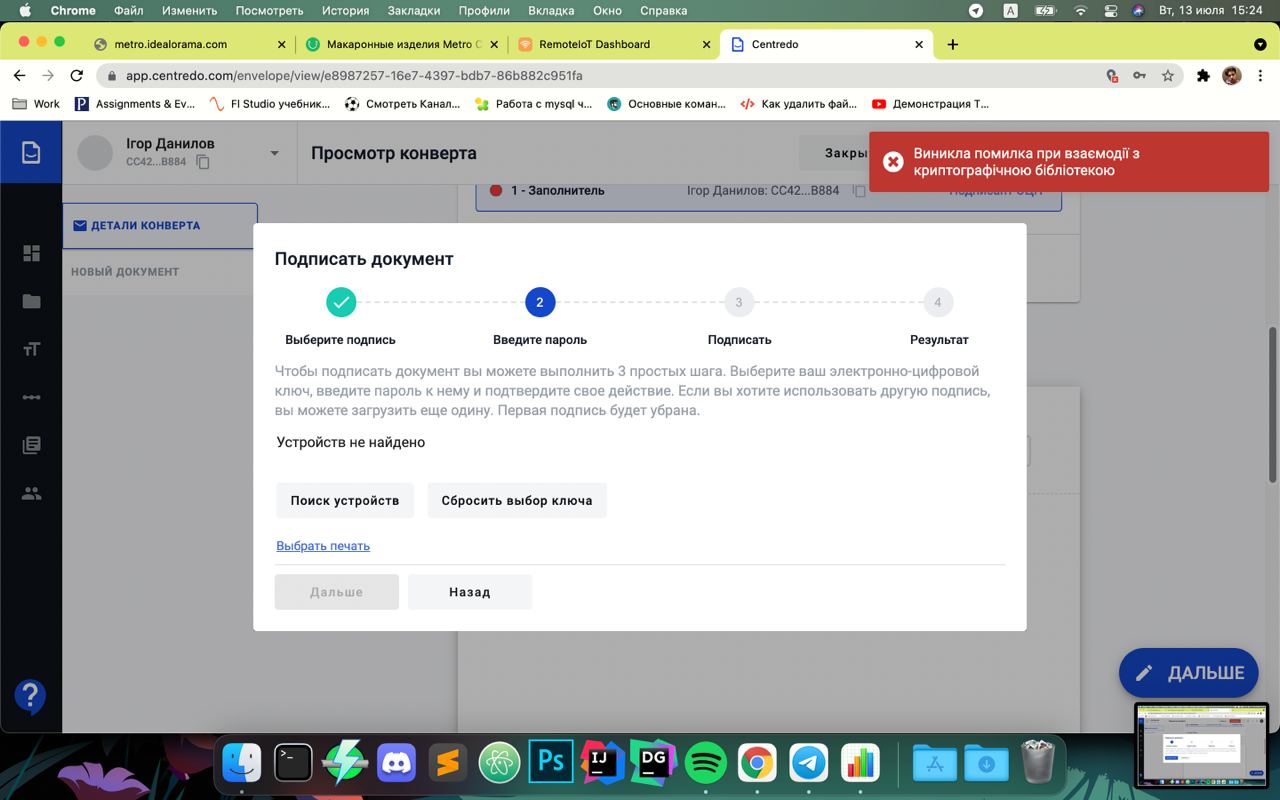 Chrome Файл Изменить Посмотреть История Закладки Профили Вкладка Окно Справка A Вт, 13 июля 15:24
metro.idealorama.com Макаронные изделия Metro C RemoteIoT Dashboard Centredo
app.centredo.com/envelope/view/e8987257-16e7-4397-bdb7-86b882c951fa
Work Assignments & Ev... Fl Studio учебник... Смотреть Канал... Работа с mysql ч... Основные коман... Как удалить фай... Демонстрация Т...
Ігор Данилов
CC42...B884
Просмотр конверта
Закры
Виникла помилка при взаємодії з
криптографічною бібліотекою
1 - Заполнитель Ігор Данилов: CC42...B884
ДЕТАЛИ КОНВЕРТА
НОВЫЙ ДОКУМЕНТ
Подписать документ
2 3 4
Выберите подпись Введите пароль Подписать Результат
Чтобы подписать документ вы можете выполнить 3 простых шага. Выберите ваш электронно-цифровой
ключ, введите пароль к нему и подтвердите свое действие. Если вы хотите использовать другую подпись,
вы можете загрузить еще одну. Первая подпись будет убрана.
Устройств не найдено
Поиск устройств Сбросить выбор ключа
Выбрать печать
Дальше Назад
ДАЛЬШЕ
Ps IJ DG